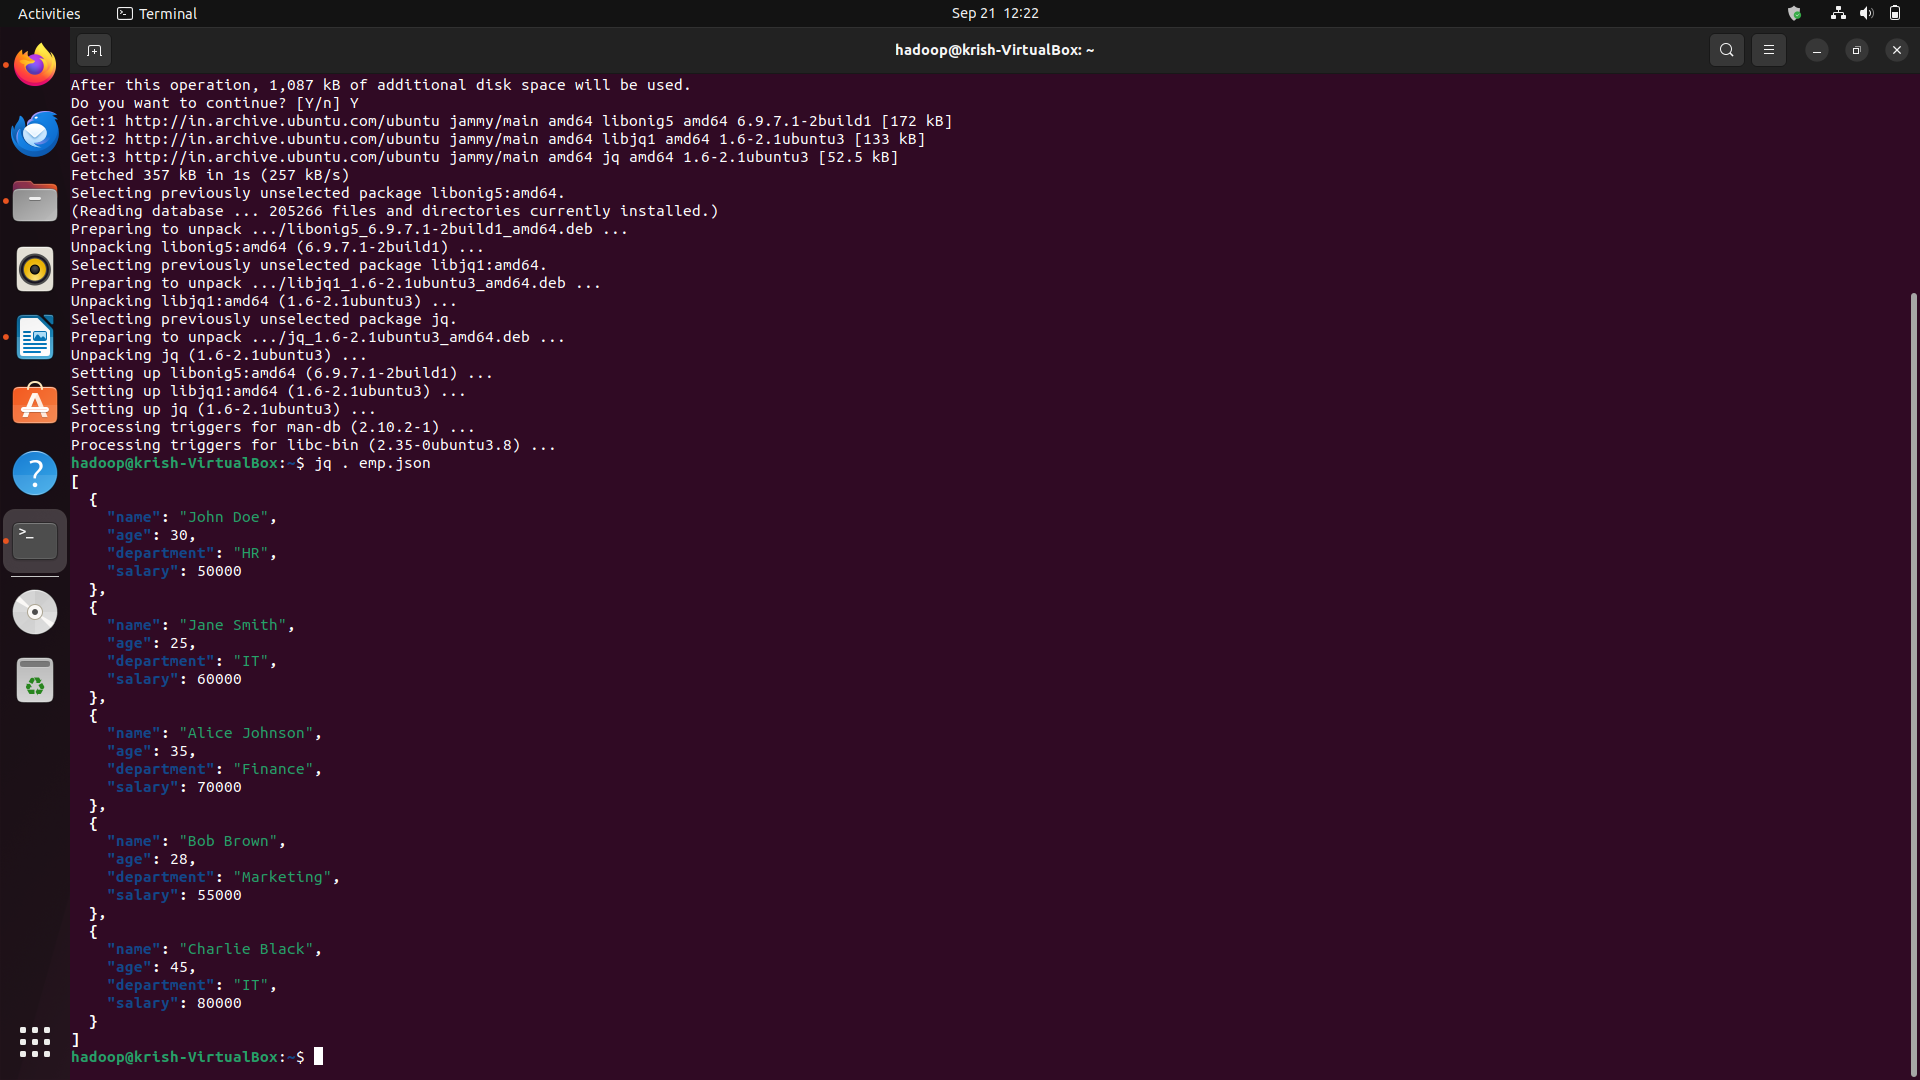 Activities
Terminal
Sep 21 12:22
hadoop@krish-VirtualBox: ~
After this operation, 1,087 kB of additional disk space will be used.
Do you want to continue? [Y/n] Y
Get:1 http://in.archive.ubuntu.com/ubuntu jammy/main amd64 libonig5 amd64 6.9.7.1-2build1 [172 kB]
Get:2 http://in.archive.ubuntu.com/ubuntu jammy/main amd64 libjq1 amd64 1.6-2.1ubuntu3 [133 kB]
Get:3 http://in.archive.ubuntu.com/ubuntu jammy/main amd64 jq amd64 1.6-2.1ubuntu3 [52.5 kB]
Fetched 357 kB in 1s (257 kB/s)
Selecting previously unselected package libonig5:amd64.
(Reading database ... 205266 files and directories currently installed.)
Preparing to unpack .../libonig5_6.9.7.1-2build1_amd64.deb ...
Unpacking libonig5:amd64 (6.9.7.1-2build1) ...
Selecting previously unselected package libjq1:amd64.
Preparing to unpack .../libjq1_1.6-2.1ubuntu3_amd64.deb ...
Unpacking libjq1:amd64 (1.6-2.1ubuntu3) ...
Selecting previously unselected package jq.
Preparing to unpack .../jq_1.6-2.1ubuntu3_amd64.deb ...
Unpacking jq (1.6-2.1ubuntu3) ...
Setting up libonig5:amd64 (6.9.7.1-2build1) ...
Setting up libjq1:amd64 (1.6-2.1ubuntu3) ...
Setting up jq (1.6-2.1ubuntu3) ...
Processing triggers for man-db (2.10.2-1) ...
Processing triggers for libc-bin (2.35-0ubuntu3.8) ...
hadoop@krish-VirtualBox:~$ jq . emp.json
[
  {
    "name": "John Doe",
    "age": 30,
    "department": "HR",
    "salary": 50000
  },
  {
    "name": "Jane Smith",
    "age": 25,
    "department": "IT",
    "salary": 60000
  },
  {
    "name": "Alice Johnson",
    "age": 35,
    "department": "Finance",
    "salary": 70000
  },
  {
    "name": "Bob Brown",
    "age": 28,
    "department": "Marketing",
    "salary": 55000
  },
  {
    "name": "Charlie Black",
    "age": 45,
    "department": "IT",
    "salary": 80000
  }
]
hadoop@krish-VirtualBox:~$